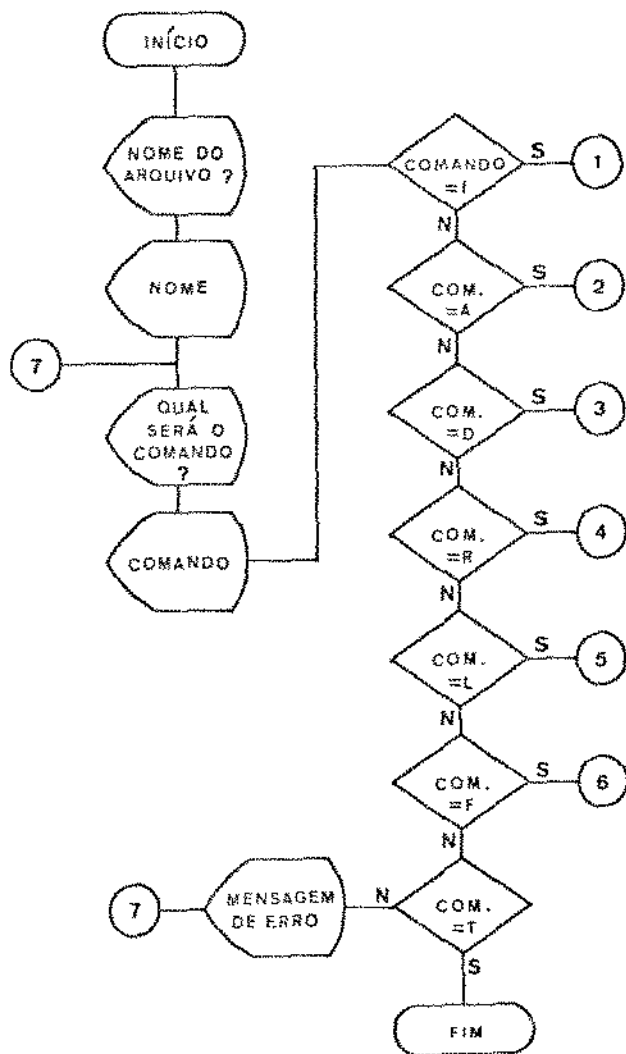 INÍCIO
NOME DO
ARQUIVO ?
NOME
7
QUAL
SERÁ O
COMANDO
?
COMANDO
COMANDO
=I
S
1
N
COM.
=A
S
2
N
COM.
=D
S
3
N
COM.
=R
S
4
N
COM.
=L
S
5
N
COM.
=F
S
6
N
COM.
=T
N
MENSAGEM
DE ERRO
7
S
FIM